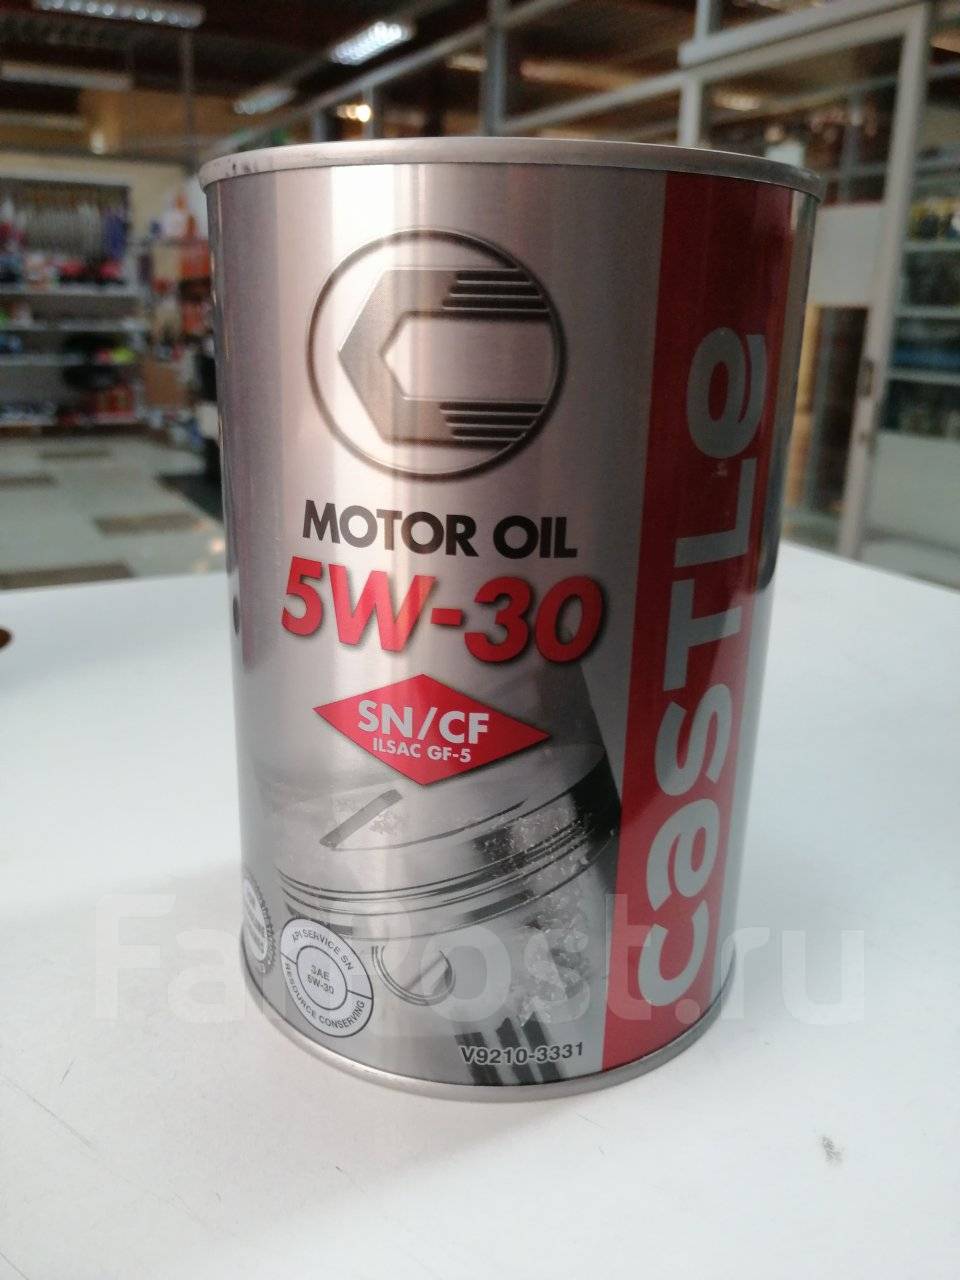 MOTOR OIL
5W-30
SN/CF
ILSAC GF-5
caSTLe
API SERVICE SN
SAE
5W-30
RESOURCE CONSERVING
V9210-3331
FarPost.ru